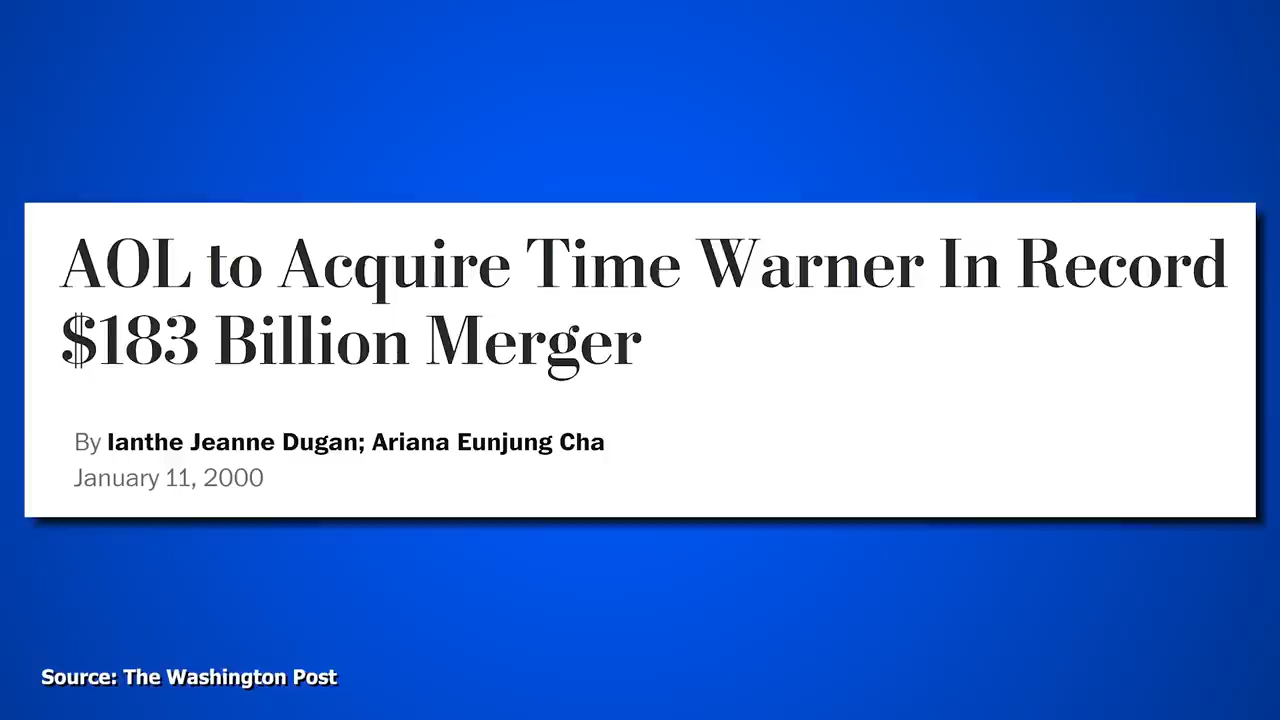 AOL to Acquire Time Warner In Record
$183 Billion Merger
By Ianthe Jeanne Dugan; Ariana Eunjung Cha
January 11, 2000
Source: The Washington Post